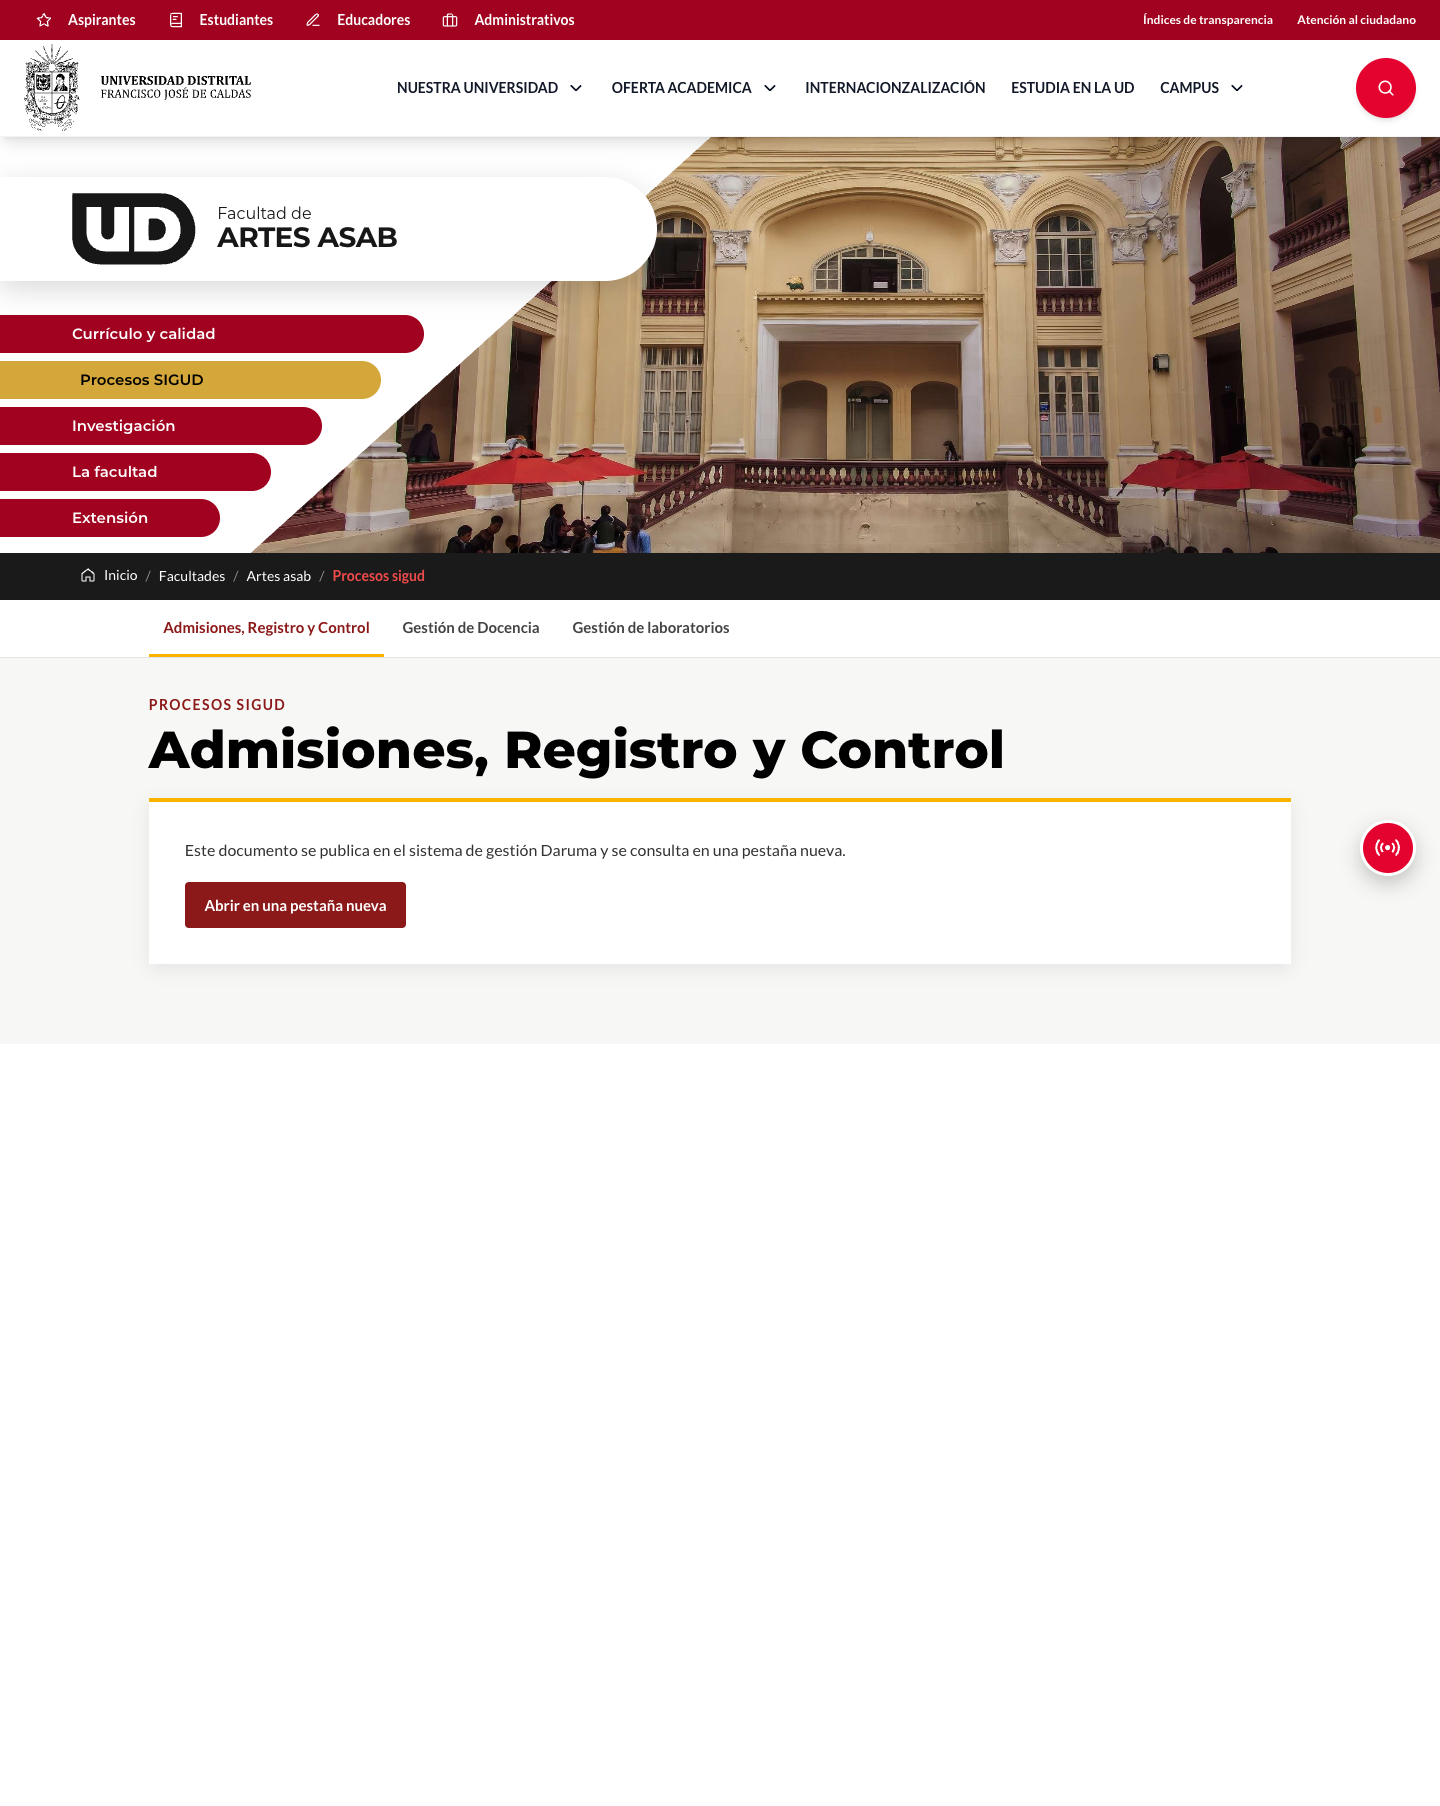 Aspirantes
Estudiantes
Educadores
Administrativos
Índices de transparencia
Atención al ciudadano
UNIVERSIDAD DISTRITAL
FRANCISCO JOSÉ DE CALDAS
NUESTRA UNIVERSIDAD
OFERTA ACADEMICA
INTERNACIONZALIZACIÓN
ESTUDIA EN LA UD
CAMPUS
UD
Facultad de
ARTES ASAB
Currículo y calidad
Procesos SIGUD
Investigación
La facultad
Extensión
Inicio / Facultades / Artes asab / Procesos sigud
Admisiones, Registro y Control
Gestión de Docencia
Gestión de laboratorios
PROCESOS SIGUD
Admisiones, Registro y Control
Este documento se publica en el sistema de gestión Daruma y se consulta en una pestaña nueva.
Abrir en una pestaña nueva